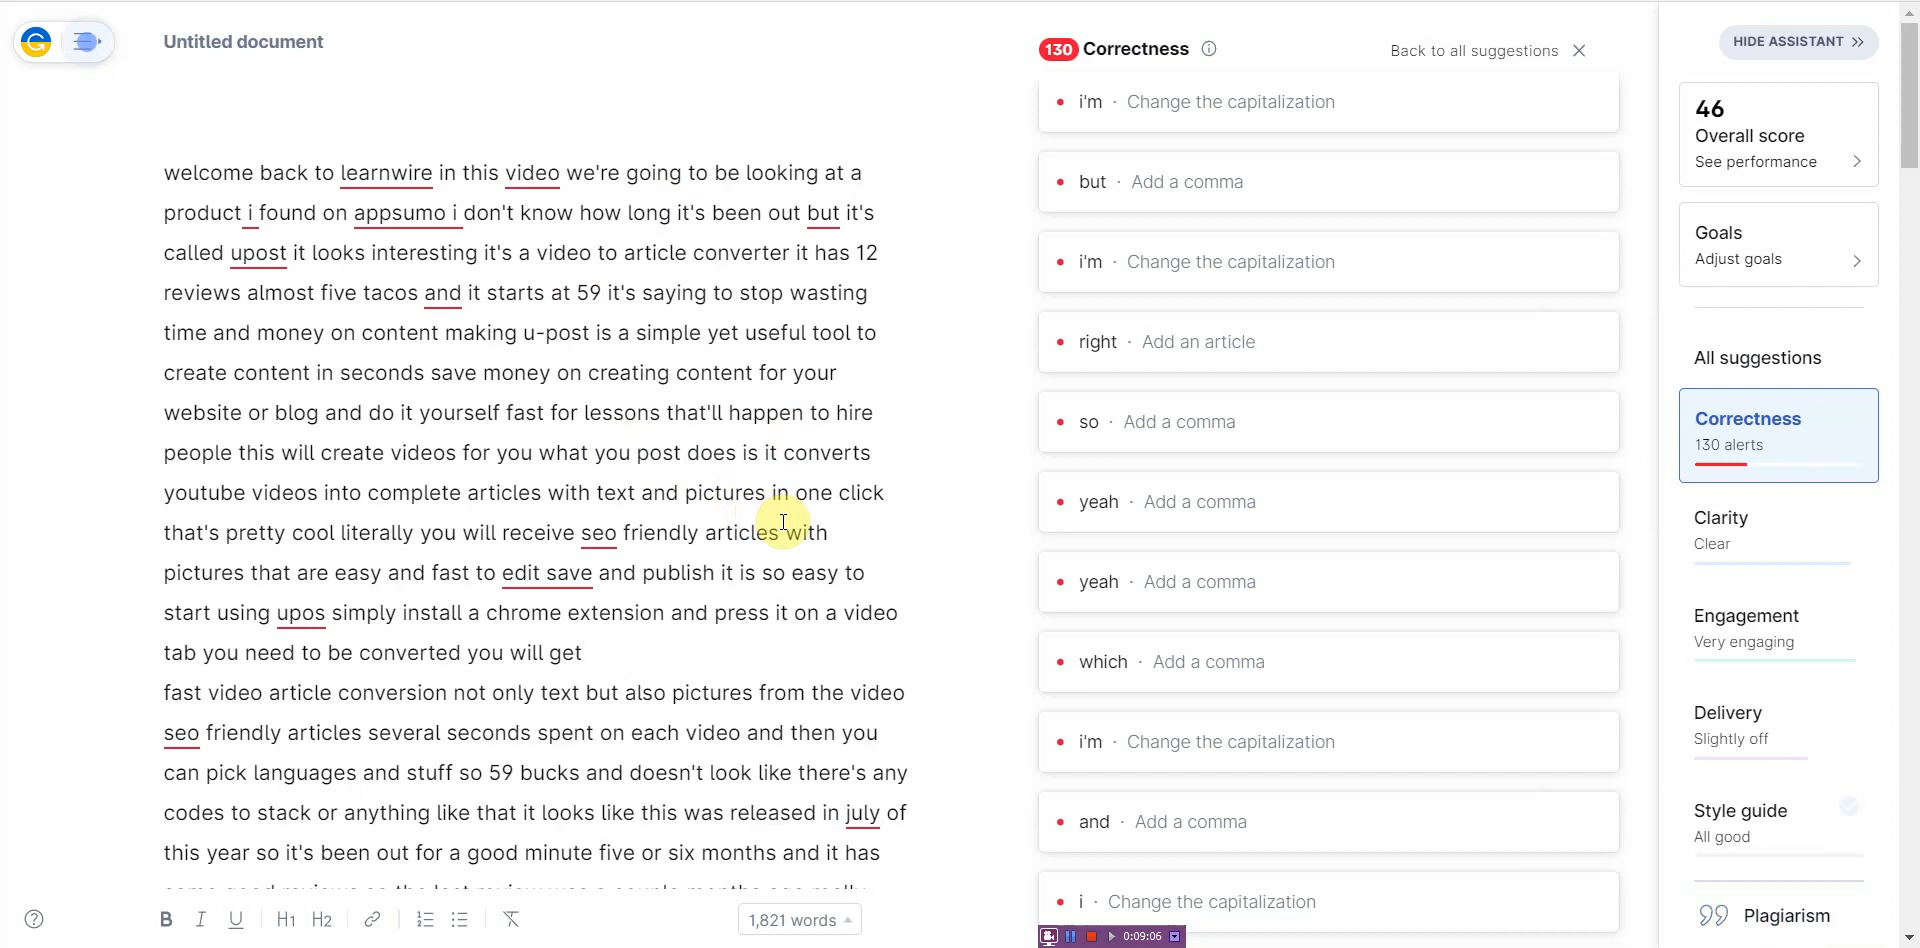 Untitled document
welcome back to learnwire in this video we're going to be looking at a
product i found on appsumo i don't know how long it's been out but it's
called upost it looks interesting it's a video to article converter it has 12
reviews almost five tacos and it starts at 59 it's saying to stop wasting
time and money on content making u-post is a simple yet useful tool to
create content in seconds save money on creating content for your
website or blog and do it yourself fast for lessons that'll happen to hire
people this will create videos for you what you post does is it converts
youtube videos into complete articles with text and pictures in one click
that's pretty cool literally you will receive seo friendly articles with
pictures that are easy and fast to edit save and publish it is so easy to
start using upos simply install a chrome extension and press it on a video
tab you need to be converted you will get
fast video article conversion not only text but also pictures from the video
seo friendly articles several seconds spent on each video and then you
can pick languages and stuff so 59 bucks and doesn't look like there's any
codes to stack or anything like that it looks like this was released in july of
this year so it's been out for a good minute five or six months and it has
B I U H1 H2
1,821 words
130 Correctness
Back to all suggestions
i'm · Change the capitalization
but · Add a comma
i'm · Change the capitalization
right · Add an article
so · Add a comma
yeah · Add a comma
yeah · Add a comma
which · Add a comma
i'm · Change the capitalization
and · Add a comma
i · Change the capitalization
0:09:06
HIDE ASSISTANT
46
Overall score
See performance
Goals
Adjust goals
All suggestions
Correctness
130 alerts
Clarity
Clear
Engagement
Very engaging
Delivery
Slightly off
Style guide
All good
Plagiarism